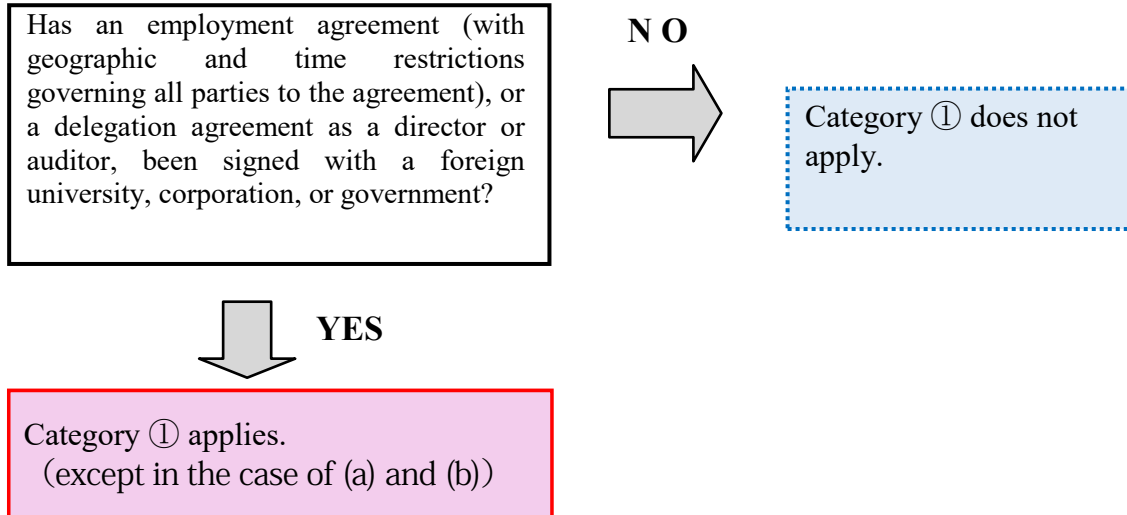 Has an employment agreement (with
geographic and time restrictions
governing all parties to the agreement), or
a delegation agreement as a director or
auditor, been signed with a foreign
university, corporation, or government?
N O
Category ① does not
apply.
YES
Category ① applies.
（except in the case of (a) and (b)）